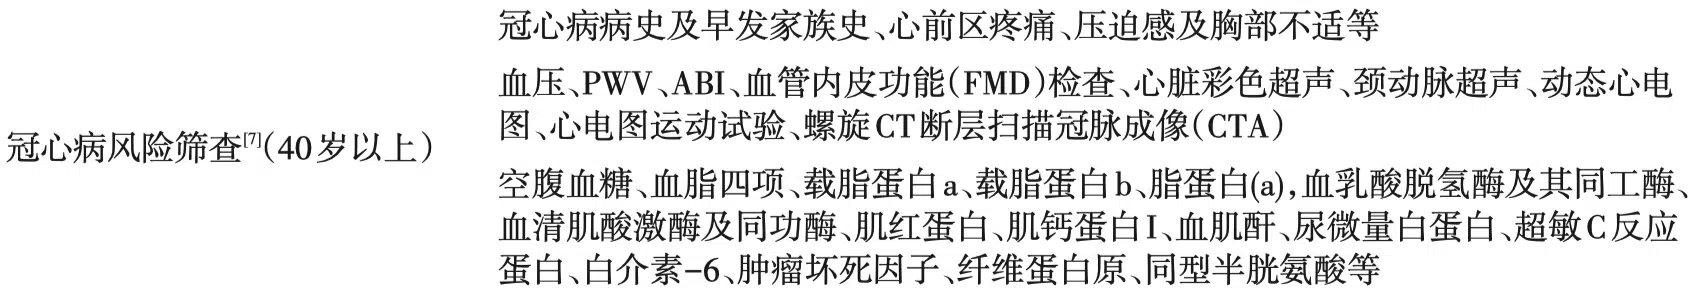 冠心病风险筛查[7](40岁以上)
冠心病病史及早发家族史、心前区疼痛、压迫感及胸部不适等
血压、PWV、ABI、血管内皮功能(FMD)检查、心脏彩色超声、颈动脉超声、动态心电
图、心电图运动试验、螺旋CT断层扫描冠脉成像(CTA)
空腹血糖、血脂四项、载脂蛋白a、载脂蛋白b、脂蛋白(a),血乳酸脱氢酶及其同工酶、
血清肌酸激酶及同功酶、肌红蛋白、肌钙蛋白I、血肌酐、尿微量白蛋白、超敏C反应
蛋白、白介素-6、肿瘤坏死因子、纤维蛋白原、同型半胱氨酸等